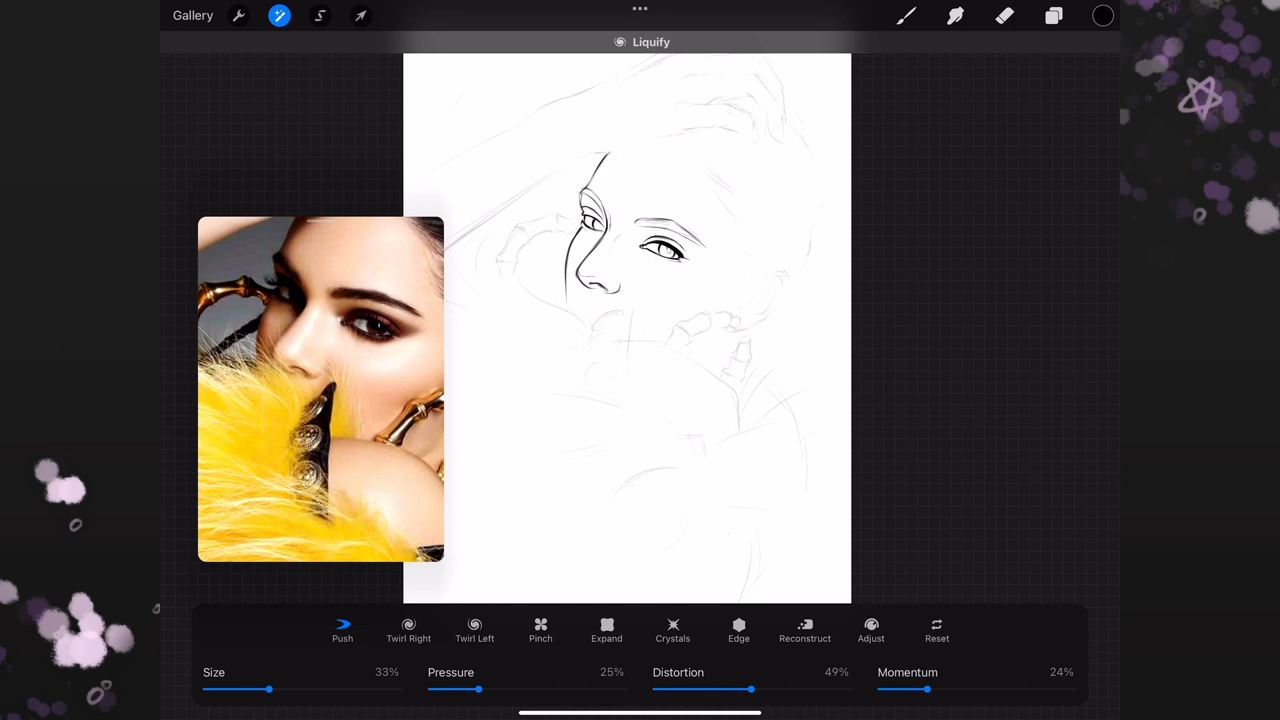 Gallery
Liquify
Push
Twirl Right
Twirl Left
Pinch
Expand
Crystals
Edge
Reconstruct
Adjust
Reset
Size 33%
Pressure 25%
Distortion 49%
Momentum 24%